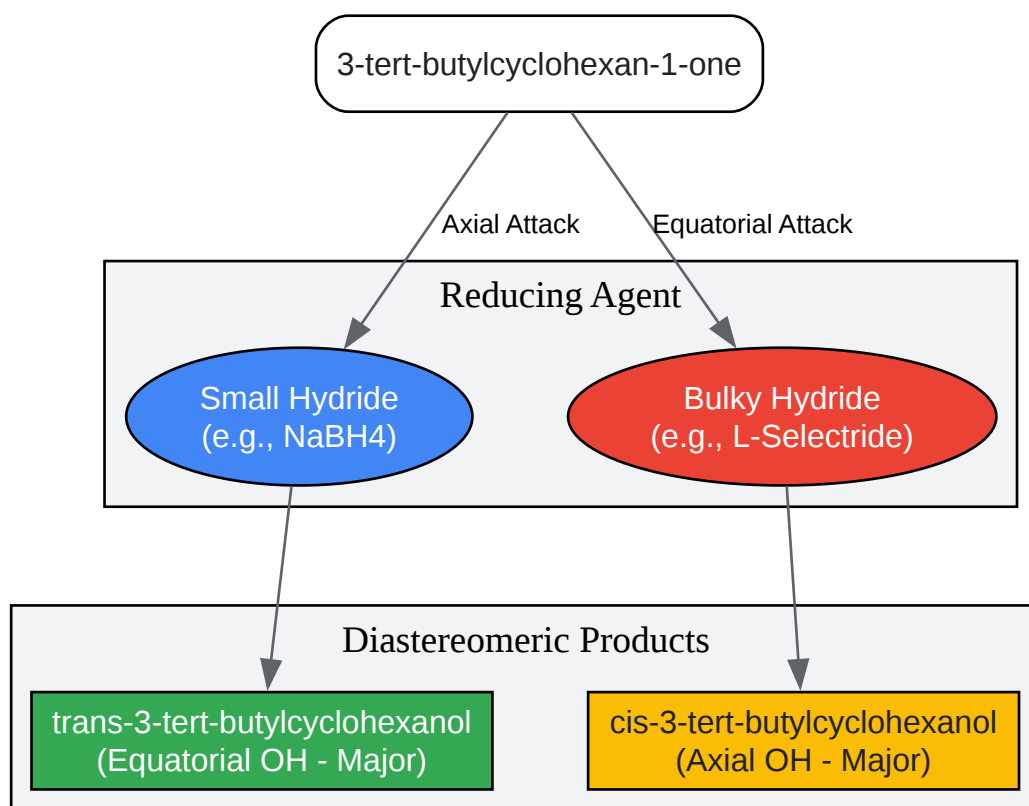 3-tert-butylcyclohexan-1-one
Axial Attack
Equatorial Attack
Reducing Agent
Small Hydride
(e.g., NaBH4)
Bulky Hydride
(e.g., L-Selectride)
Diastereomeric Products
trans-3-tert-butylcyclohexanol
(Equatorial OH - Major)
cis-3-tert-butylcyclohexanol
(Axial OH - Major)